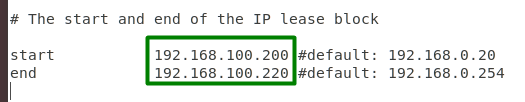 # The start and end of the IP lease block
start 192.168.100.200 #default: 192.168.0.20
end 192.168.100.220 #default: 192.168.0.254